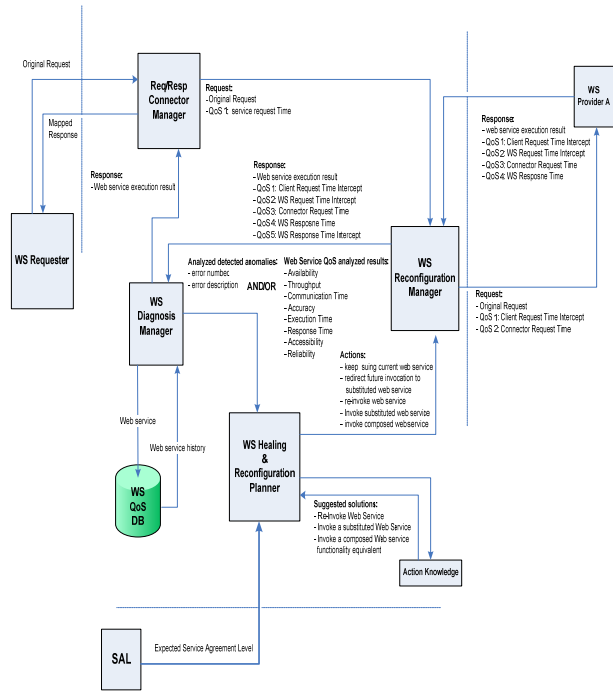 Original Request
Req/Resp
Connector
Manager
Request:
- Original Request
- QoS 1: service request Time
WS
Provider A
Mapped
Response
Response:
- web service execution result
- QoS 1: Client Request Time Intercept
- QoS2: WS Request Time Intercept
- QoS3: Connector Request Time
- QoS4: WS Resposne Time
Response:
- Web service execution result
Response:
- Web service execution result
- QoS 1: Client Request Time Intercept
- QoS2: WS Request Time Intercept
- QoS3: Connector Request Time
- QoS4: WS Resposne Time
- QoS5: WS Response Time Intercept
WS Requester
WS
Reconfiguration
Manager
Analyzed detected anomalies:
- error number.
- error description
AND/OR
Web Service QoS analyzed results:
- Availability
- Throughput
- Communication Time
- Accuracy
- Execution Time
- Response Time
- Accessibility
- Reliability
WS
Diagnosis
Manager
Request:
- Original Request
- QoS 1: Client Request Time Intercept
- QoS 2: Connector Request Time
Actions:
- keep suing current web service
- redirect future invocation to
substituted web service
- re-invoke web service
- Invoke substituted web service
- invoke composed webservice
Web service
Web service history
WS Healing
&
Reconfiguration
Planner
WS
QoS
DB
Suggested solutions:
- Re-Invoke Web Service
- Invoke a substituted Web Service
- Invoke a composed Web service
functionality equivalent
Action Knowledge
SAL
Expected Service Agreement Level